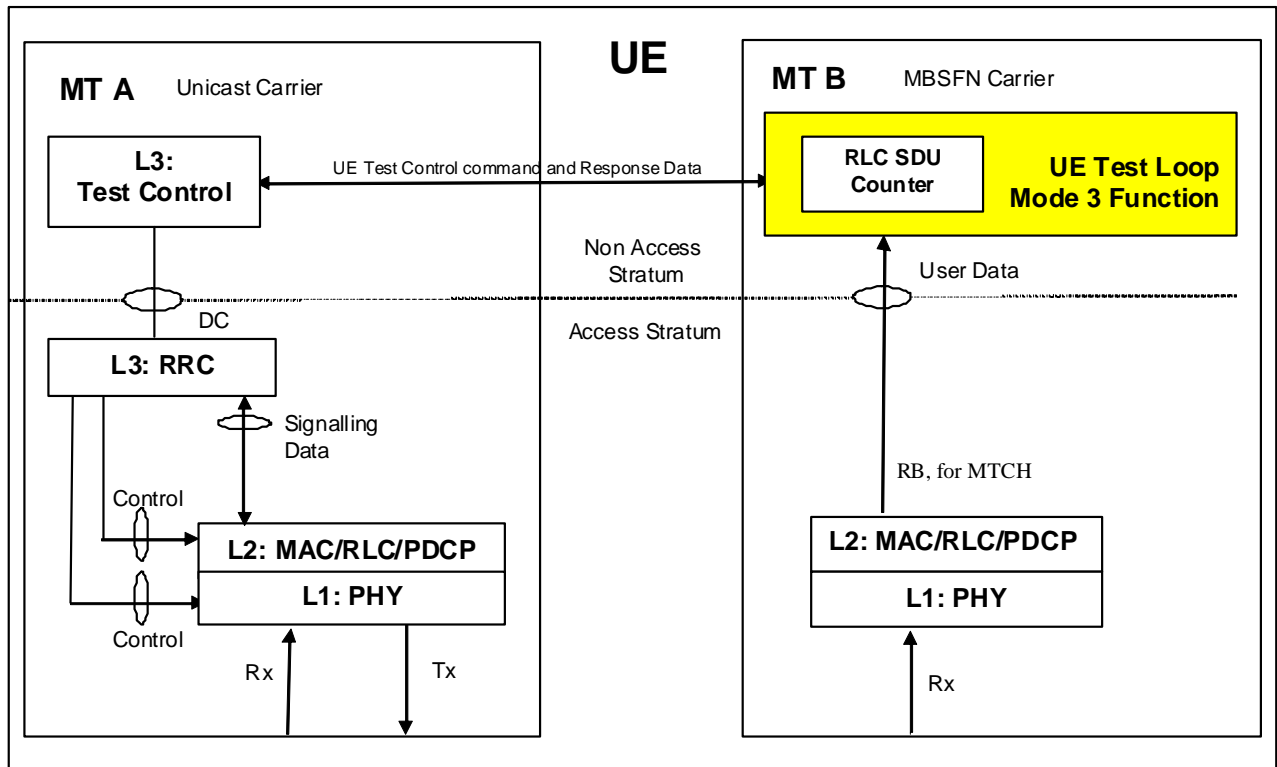 UE
MT A
Unicast Carrier
L3:
Test Control
UE Test Control command and Response Data
MT B
MBSFN Carrier
RLC SDU
Counter
UE Test Loop
Mode 3 Function
Non Access
Stratum
User Data
DC
Access Stratum
L3: RRC
Signalling
Data
Control
L2: MAC/RLC/PDCP
L1: PHY
Control
Rx
Tx
RB, for MTCH
L2: MAC/RLC/PDCP
L1: PHY
Rx